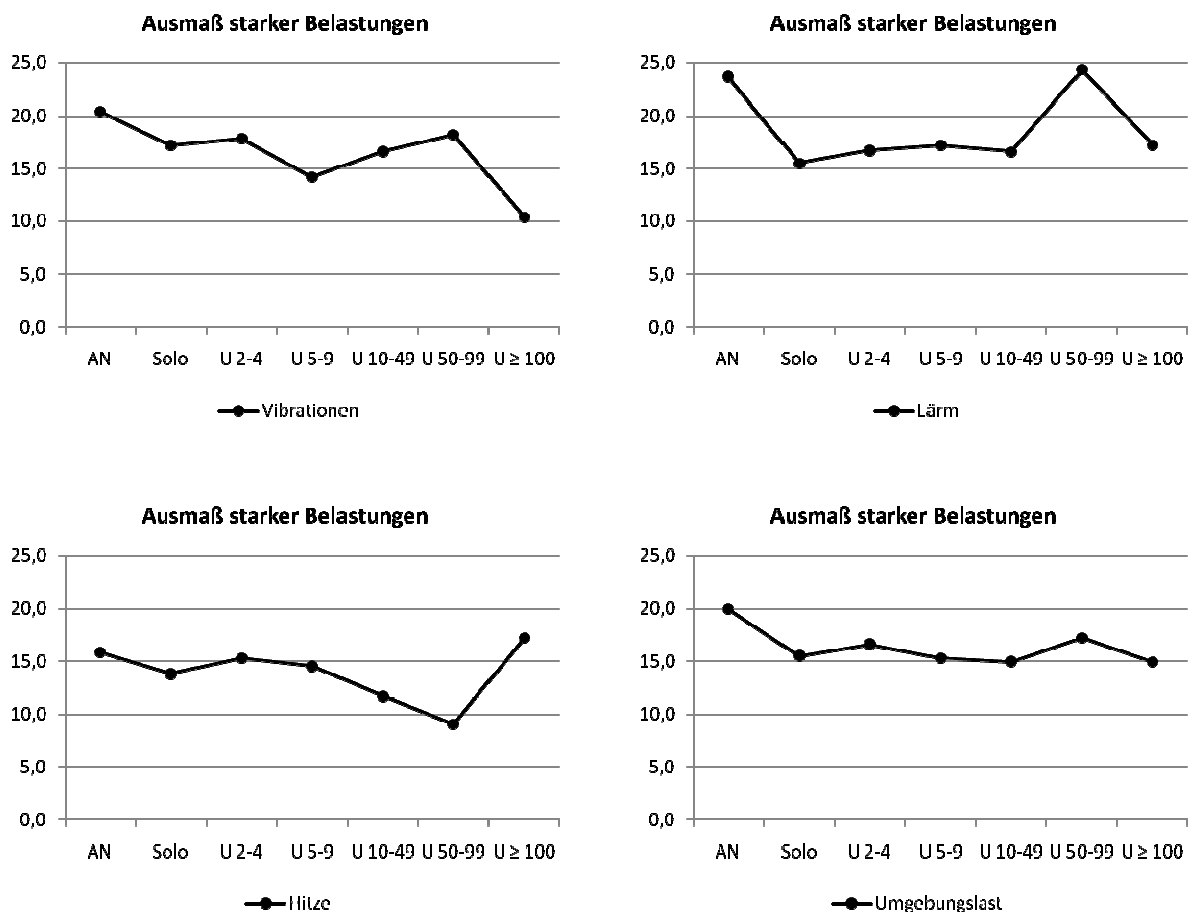 Ausmaß starker Belastungen
25,0
20,0
15,0
10,0
5,0
0,0
AN Solo U 2-4 U 5-9 U 10-49 U 50-99 U ≥ 100
Vibrationen
Ausmaß starker Belastungen
25,0
20,0
15,0
10,0
5,0
0,0
AN Solo U 2-4 U 5-9 U 10-49 U 50-99 U ≥ 100
Lärm
Ausmaß starker Belastungen
25,0
20,0
15,0
10,0
5,0
0,0
AN Solo U 2-4 U 5-9 U 10-49 U 50-99 U ≥ 100
Hitze
Ausmaß starker Belastungen
25,0
20,0
15,0
10,0
5,0
0,0
AN Solo U 2-4 U 5-9 U 10-49 U 50-99 U ≥ 100
Umgebungslast